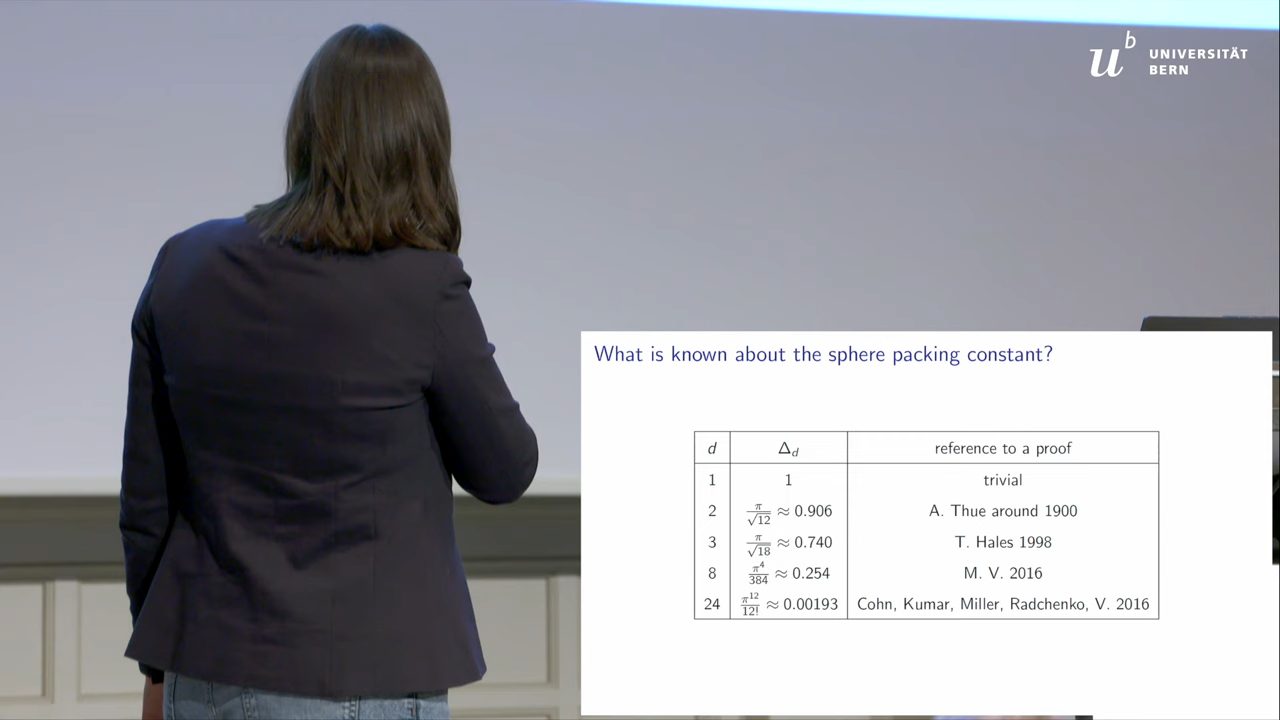 u^b UNIVERSITÄT
BERN
What is known about the sphere packing constant?
d Δ_d reference to a proof
1 1 trivial
2 π/√12 ≈ 0.906 A. Thue around 1900
3 π/√18 ≈ 0.740 T. Hales 1998
8 π^4/384 ≈ 0.254 M. V. 2016
24 π^12/12! ≈ 0.00193 Cohn, Kumar, Miller, Radchenko, V. 2016